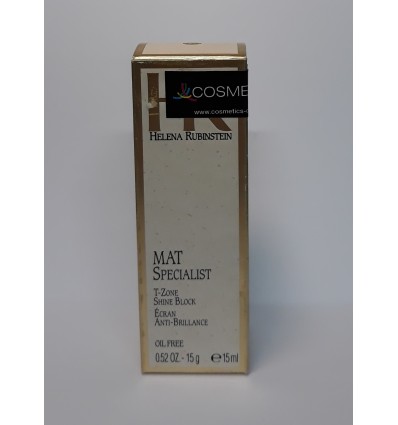 HR
COSME
www.cosmetics-
HELENA RUBINSTEIN
MAT
SPECIALIST
T-ZONE
SHINE BLOCK
ÉCRAN
ANTI-BRILLANCE
OIL FREE
0.52 OZ. - 15 g e 15 ml